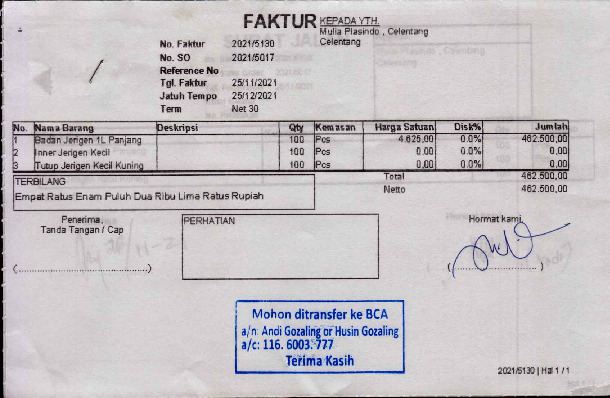 FAKTUR
KEPADA YTH.
Mulia Plasindo , Celentang
Celentang
No. Faktur 2021/5130
No. SO 2021/5017
Reference No
Tgl. Faktur 25/11/2021
Jatuh Tempo 25/12/2021
Term Net 30
No. Nama Barang Deskripsi Qty Kemasan Harga Satuan Disk% Jumlah
1 Badan Jerigen 1L Panjang 100 Pcs 4.625,00 0.0% 462.500,00
2 Inner Jerigen Kecil 100 Pcs 0,00 0.0% 0,00
3 Tutup Jerigen Kecil Kuning 100 Pcs 0,00 0.0% 0,00
Total 462.500,00
Netto 462.500,00
TERBILANG
Empat Ratus Enam Puluh Dua Ribu Lima Ratus Rupiah
Penerima,
Tanda Tangan / Cap
PERHATIAN
Hormat kami,
(..............................)
(..............................)
Mohon ditransfer ke BCA
a/n: Andi Gozaling or Husin Gozaling
a/c: 116. 6003. 777
Terima Kasih
2021/5130 | Hal 1 / 1